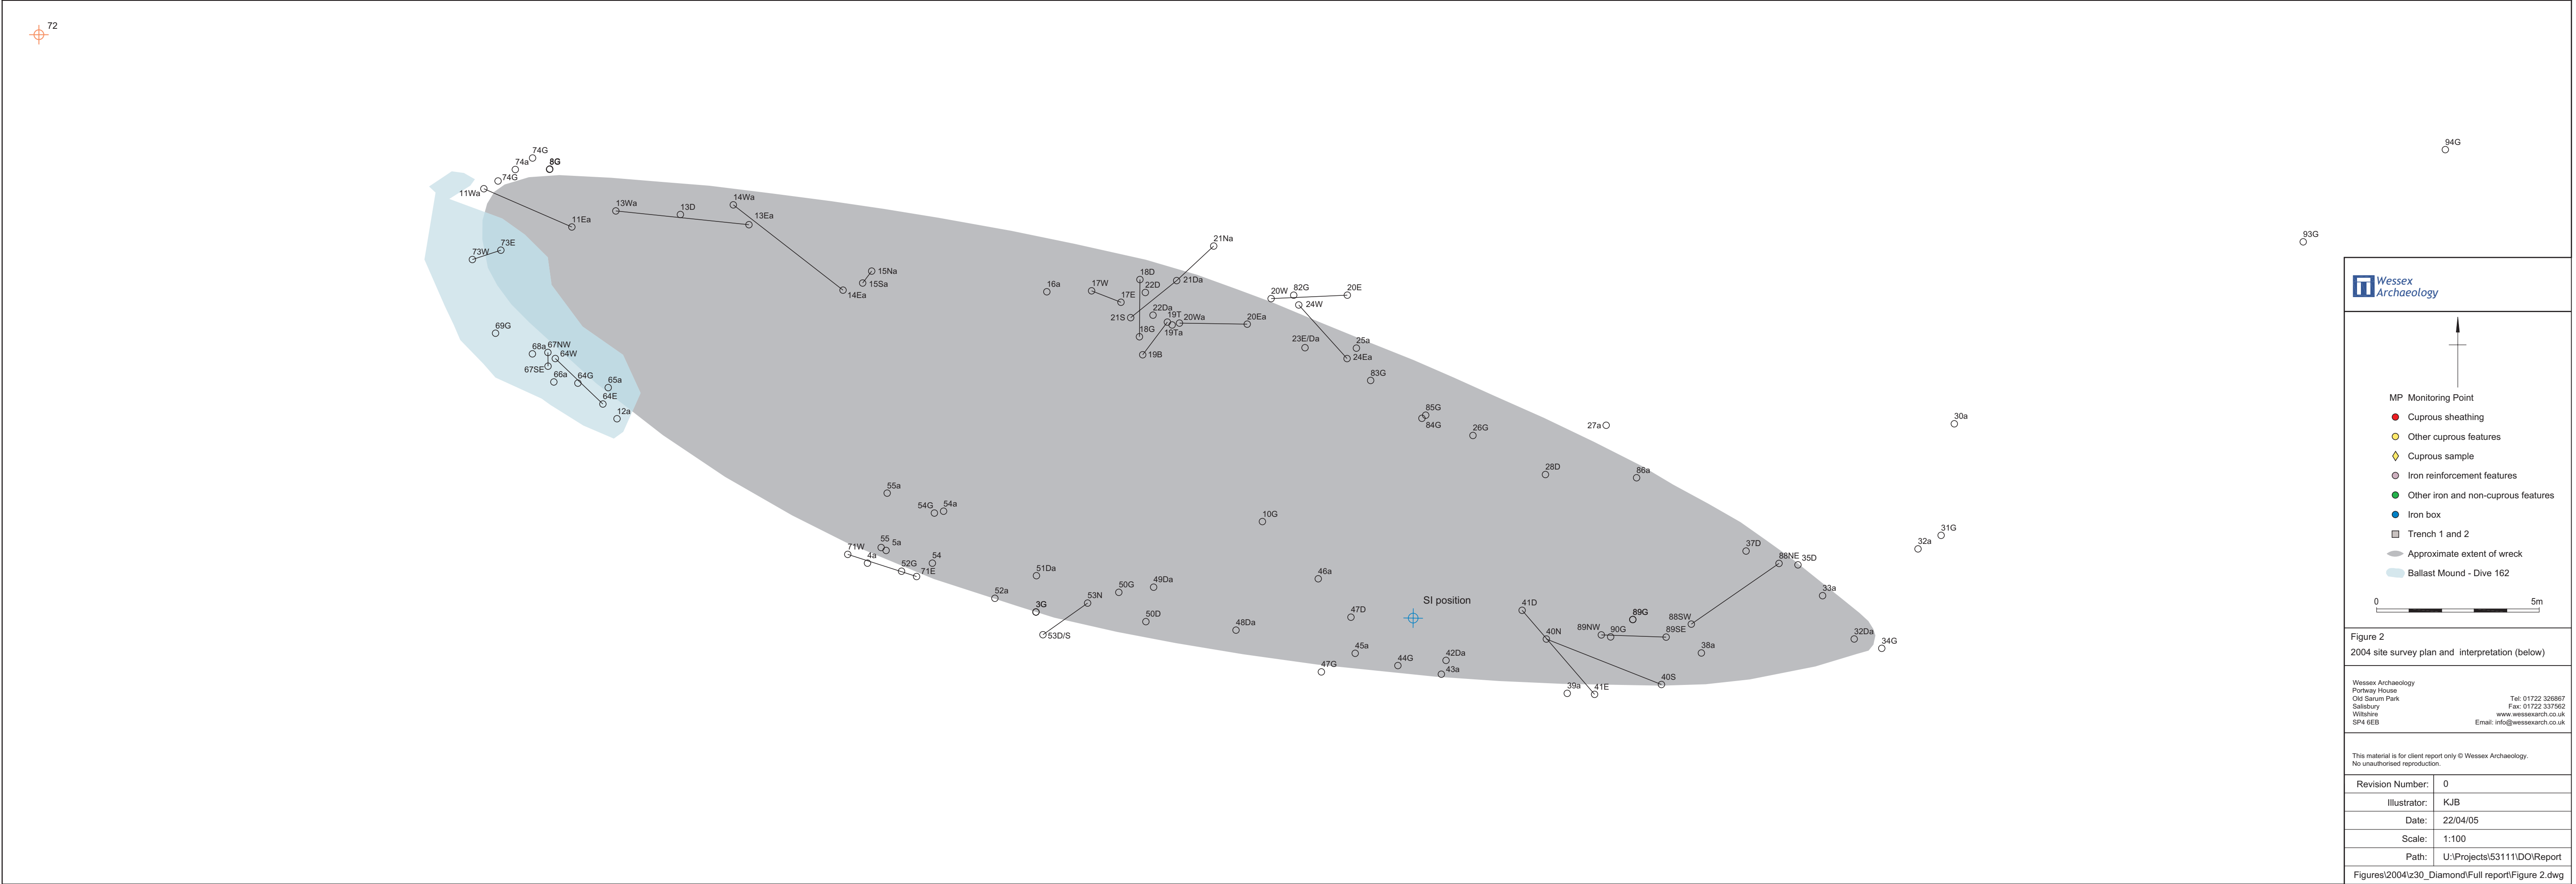 72
94G
74G
74a
8G
74G
11Wa
14Wa
13Wa
13D
13Ea
11Ea
93G
21Na
73E
73W
15Na
18D
21Da
15Sa
16a
17W
22D
14Ea
17E
20W
82G
20E
24W
22Da
21S
19T
20Wa
20Ea
18G
19Ta
69G
23E/Da
25a
67NW
68a
64W
19B
24Ea
67SE
66a
64G
65a
83G
64E
12a
85G
84G
26G
27a
30a
28D
86a
55a
54G
54a
10G
31G
32a
55
5a
71W
4a
54
37D
88NE
35D
52G
71E
51Da
46a
50G
49Da
33a
52a
53N
SI position
3G
41D
47D
89G
88SW
50D
48Da
53D/S
40N
89NW
90G
89SE
32Da
34G
45a
42Da
38a
47G
44G
43a
40S
39a
41E
Wessex
Archaeology
MP Monitoring Point
Cuprous sheathing
Other cuprous features
Cuprous sample
Iron reinforcement features
Other iron and non-cuprous features
Iron box
Trench 1 and 2
Approximate extent of wreck
Ballast Mound - Dive 162
0 5m
Figure 2
2004 site survey plan and interpretation (below)
Wessex Archaeology
Portway House
Old Sarum Park Tel: 01722 326867
Salisbury Fax: 01722 337562
Wiltshire www.wessexarch.co.uk
SP4 6EB Email: info@wessexarch.co.uk
This material is for client report only © Wessex Archaeology.
No unauthorised reproduction.
Revision Number: 0
Illustrator: KJB
Date: 22/04/05
Scale: 1:100
Path: U:\Projects\53111\DO\Report
Figures\2004\z30_Diamond\Full report\Figure 2.dwg